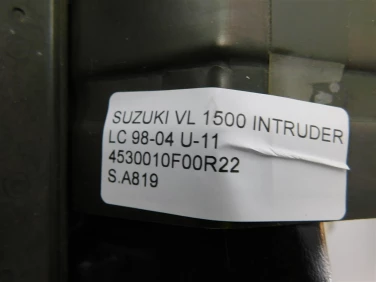 SUZUKI VL 1500 INTRUDER
LC 98-04 U-11
4530010F00R22
S.A819